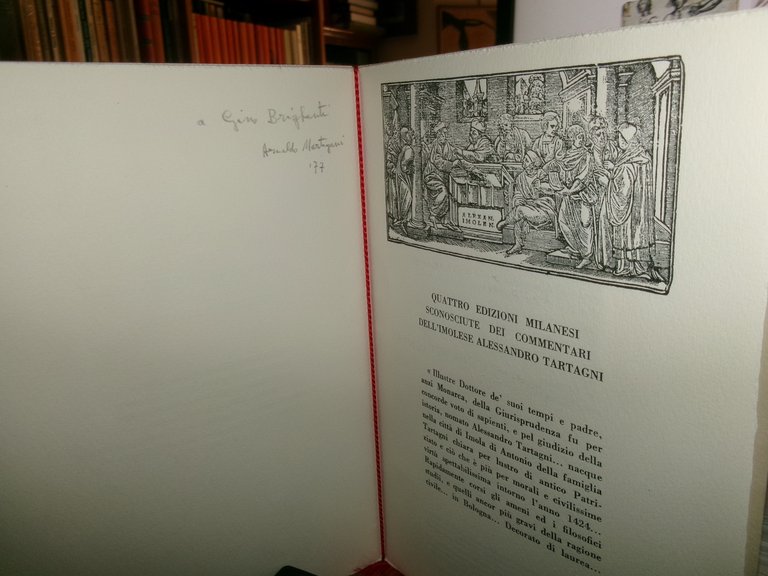 a Gino Briganti
Arnaldo
'77
ALEXAN.
IMOLEN
QUATTRO EDIZIONI MILANESI
SCONOSCIUTE DEI COMMENTARI
DELL'IMOLESE ALESSANDRO TARTAGNI
« Illustre Dottore de' suoi tempi e padre,
anzi Monarca, della Giurisprudenza fu per
concorde voto di sapienti, e pel giudizio della
istoria, nomato Alessandro Tartagni... nacque
nella città di Imola di Antonio della famiglia
Tartagni chiara per lustro di antico Patri-
ziato e ciò che è più per morali e civilissime
virtù spettabilissima intorno l'anno 1424...
Rapidamente corsi gli ameni ed i filosofici
studii, e quelli ancor più gravi della ragione
civile... in Bologna... Decorato di laurea...